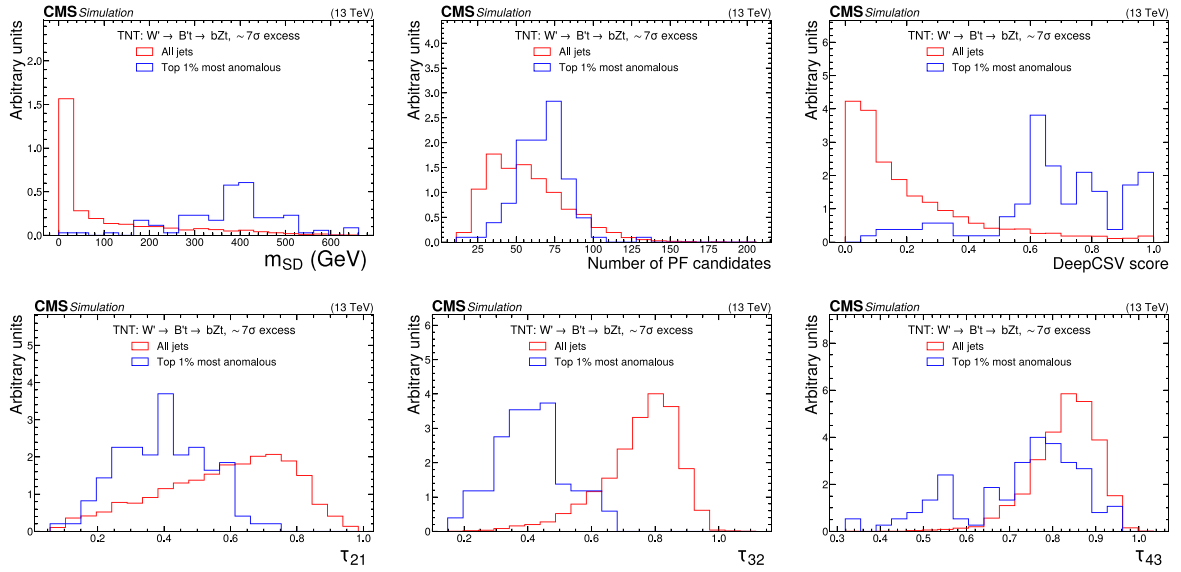 CMS Simulation (13 TeV)
TNT: W' → B't → bZt, ~7σ excess
All jets
Top 1% most anomalous
Arbitrary units
2.0
1.5
1.0
0.5
0.0
0 100 200 300 400 500 600
m_SD (GeV)
CMS Simulation (13 TeV)
TNT: W' → B't → bZt, ~7σ excess
All jets
Top 1% most anomalous
Arbitrary units
4.0
3.5
3.0
2.5
2.0
1.5
1.0
0.5
0.0
25 50 75 100 125 150 175 200
Number of PF candidates
CMS Simulation (13 TeV)
TNT: W' → B't → bZt, ~7σ excess
All jets
Top 1% most anomalous
Arbitrary units
6
4
2
0
0.0 0.2 0.4 0.6 0.8 1.0
DeepCSV score
CMS Simulation (13 TeV)
TNT: W' → B't → bZt, ~7σ excess
All jets
Top 1% most anomalous
Arbitrary units
5
4
3
2
1
0
0.2 0.4 0.6 0.8 1.0
τ21
CMS Simulation (13 TeV)
TNT: W' → B't → bZt, ~7σ excess
All jets
Top 1% most anomalous
Arbitrary units
6
5
4
3
2
1
0
0.2 0.4 0.6 0.8 1.0
τ32
CMS Simulation (13 TeV)
TNT: W' → B't → bZt, ~7σ excess
All jets
Top 1% most anomalous
Arbitrary units
8
6
4
2
0
0.3 0.4 0.5 0.6 0.7 0.8 0.9 1.0
τ43